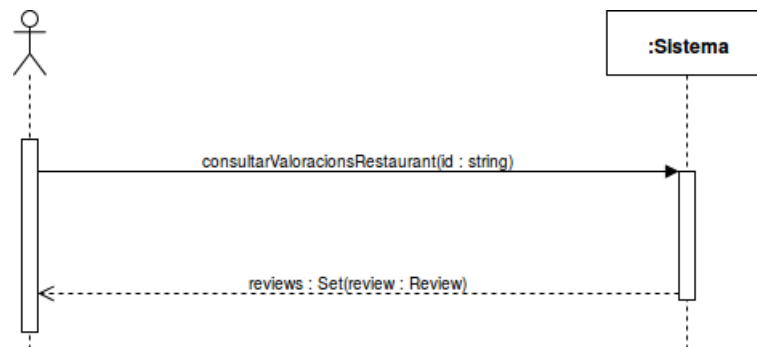 :Sistema
consultarValoracionsRestaurant(id : string)
reviews : Set(review : Review)